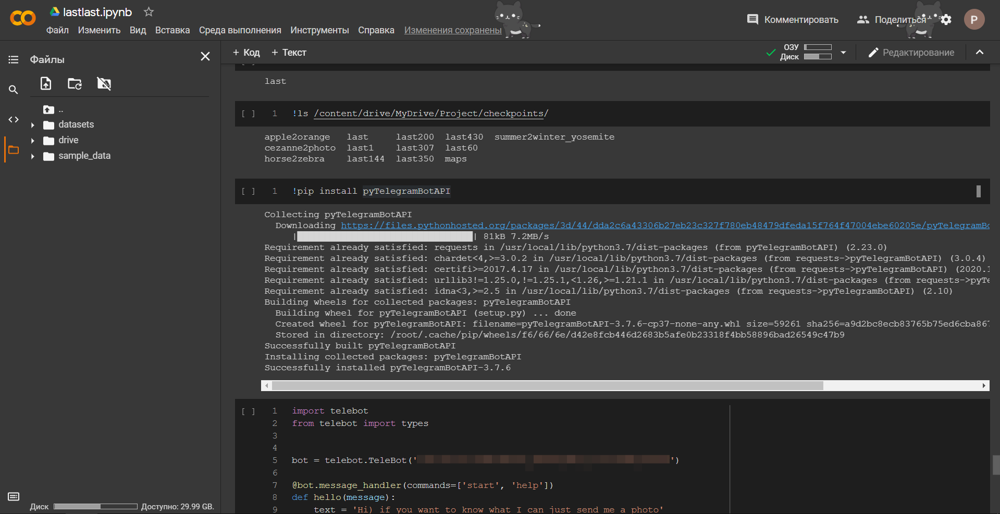 lastlast.ipynb
Файл Изменить Вид Вставка Среда выполнения Инструменты Справка Изменения сохранены
Комментировать
Поделиться
P
Файлы
..
datasets
drive
sample_data
Диск Доступно: 29.99 GB.
+ Код + Текст
ОЗУ
Диск
Редактирование
last
[ ] 1 !ls /content/drive/MyDrive/Project/checkpoints/
apple2orange last last200 last430 summer2winter_yosemite
cezanne2photo last1 last307 last60
horse2zebra last144 last350 maps
[ ] 1 !pip install pyTelegramBotAPI
Collecting pyTelegramBotAPI
Downloading https://files.pythonhosted.org/packages/3d/44/dda2c6a43306b27eb23c327f780eb48479dfeda15f764f47004ebe60205e/pyTelegramBo
| | 81kB 7.2MB/s
Requirement already satisfied: requests in /usr/local/lib/python3.7/dist-packages (from pyTelegramBotAPI) (2.23.0)
Requirement already satisfied: chardet<4,>=3.0.2 in /usr/local/lib/python3.7/dist-packages (from requests->pyTelegramBotAPI) (3.0.4)
Requirement already satisfied: certifi>=2017.4.17 in /usr/local/lib/python3.7/dist-packages (from requests->pyTelegramBotAPI) (2020.1
Requirement already satisfied: urllib3!=1.25.0,!=1.25.1,<1.26,>=1.21.1 in /usr/local/lib/python3.7/dist-packages (from requests->pyTe
Requirement already satisfied: idna<3,>=2.5 in /usr/local/lib/python3.7/dist-packages (from requests->pyTelegramBotAPI) (2.10)
Building wheels for collected packages: pyTelegramBotAPI
Building wheel for pyTelegramBotAPI (setup.py) ... done
Created wheel for pyTelegramBotAPI: filename=pyTelegramBotAPI-3.7.6-cp37-none-any.whl size=59261 sha256=a9d2bc8ecb83765b75ed6cba867
Stored in directory: /root/.cache/pip/wheels/f6/66/6e/d42e8fcb446d2683b5afe0b23318f4bb58896bad26549c47b9
Successfully built pyTelegramBotAPI
Installing collected packages: pyTelegramBotAPI
Successfully installed pyTelegramBotAPI-3.7.6
[ ] 1 import telebot
2 from telebot import types
3
4
5 bot = telebot.TeleBot('')
6
7 @bot.message_handler(commands=['start', 'help'])
8 def hello(message):
9 text = 'Hi) if you want to know what I can just send me a photo'